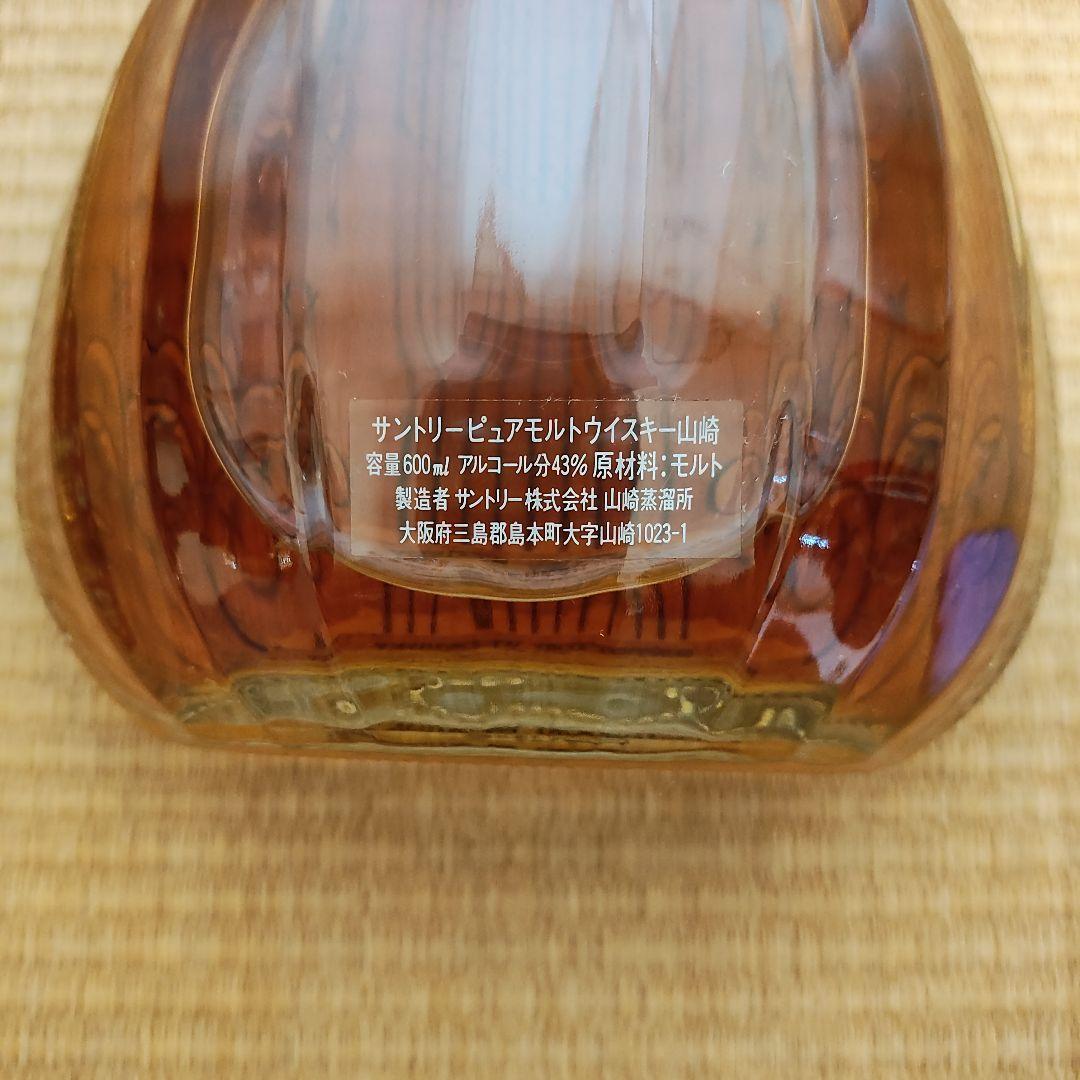 サントリーピュアモルトウイスキー山崎
容量600㎖ アルコール分43% 原材料:モルト
製造者 サントリー株式会社 山崎蒸溜所
大阪府三島郡島本町大字山崎1023-1